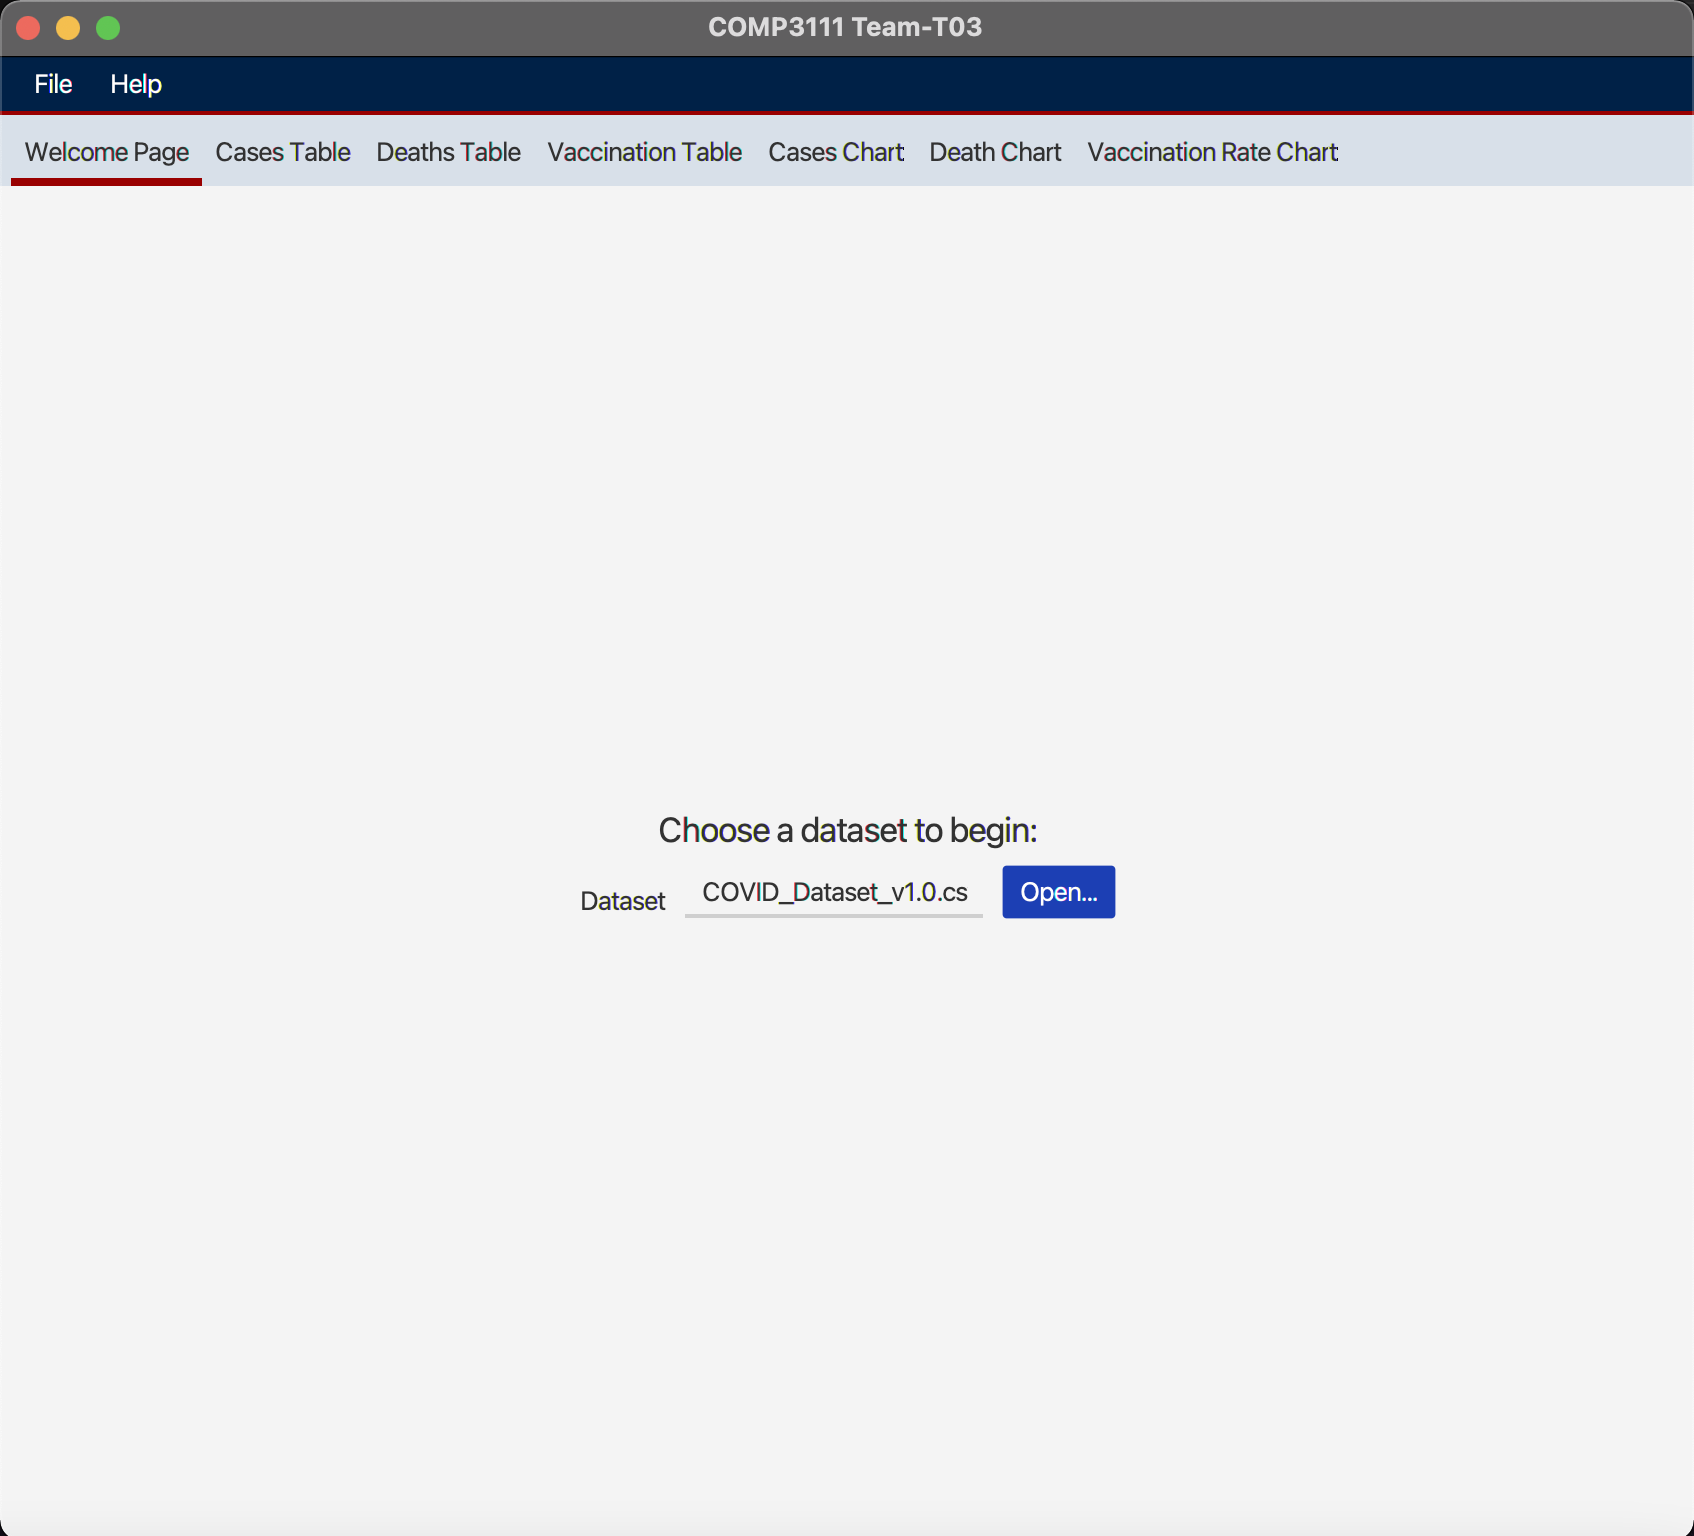 COMP3111 Team-T03
File Help
Welcome Page Cases Table Deaths Table Vaccination Table Cases Chart Death Chart Vaccination Rate Chart
Choose a dataset to begin:
Dataset COVID_Dataset_v1.0.cs Open...